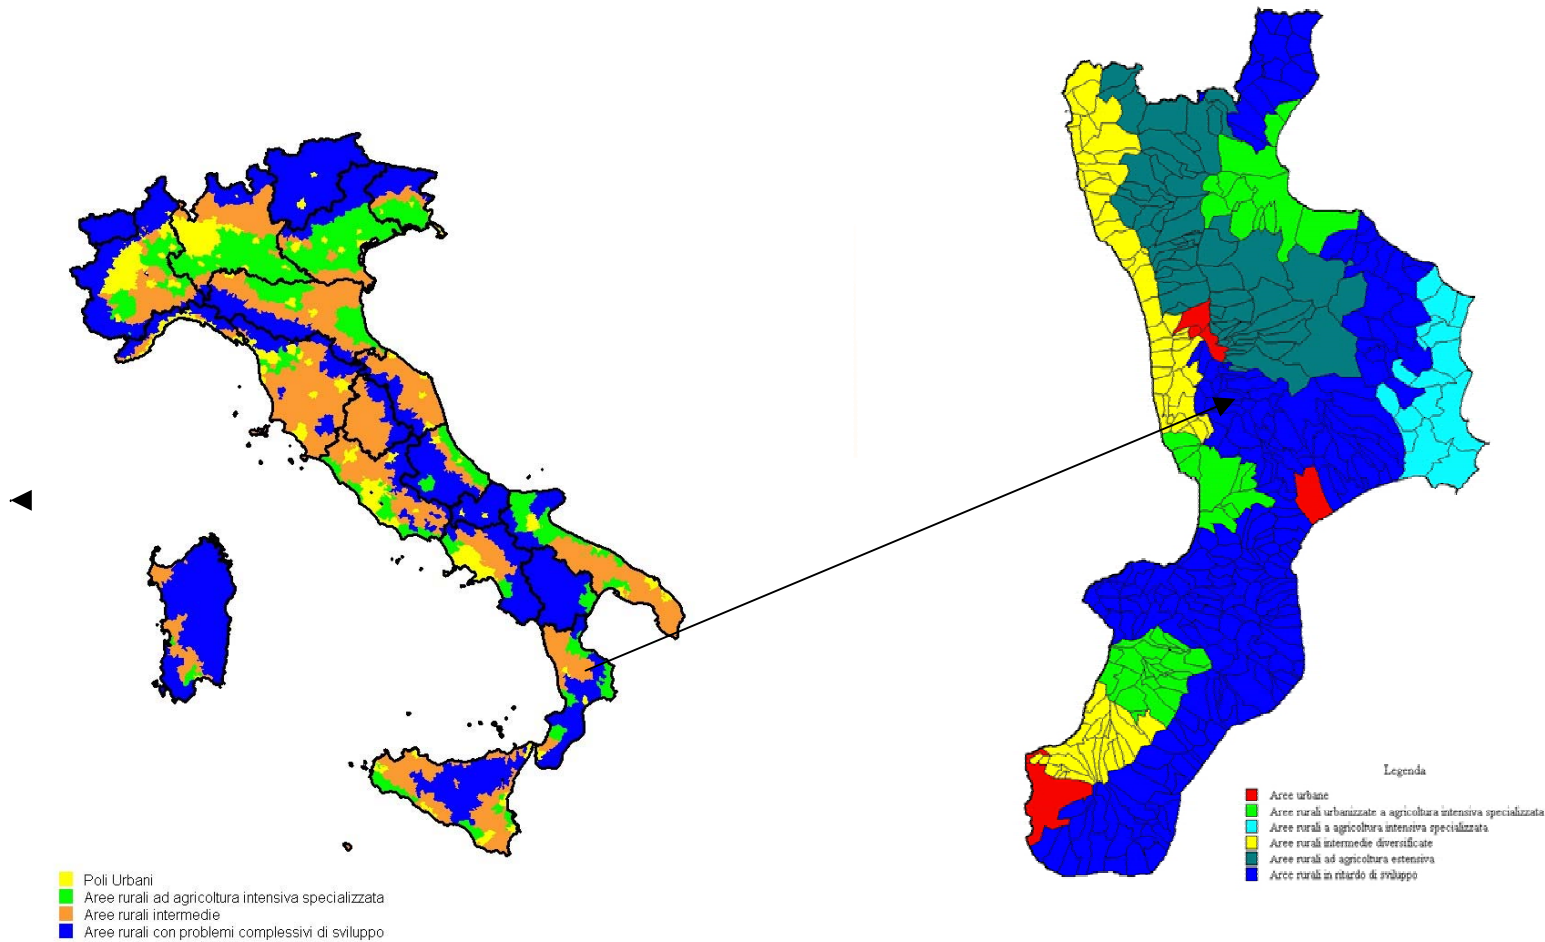 Poli Urbani
Aree rurali ad agricoltura intensiva specializzata
Aree rurali intermedie
Aree rurali con problemi complessivi di sviluppo
Legenda
Aree urbane
Aree rurali urbanizzate a agricoltura intensiva specializzata
Aree rurali a agricoltura intensiva specializzata
Aree rurali intermedie diversificate
Aree rurali ad agricoltura estensiva
Aree rurali in ritardo di sviluppo